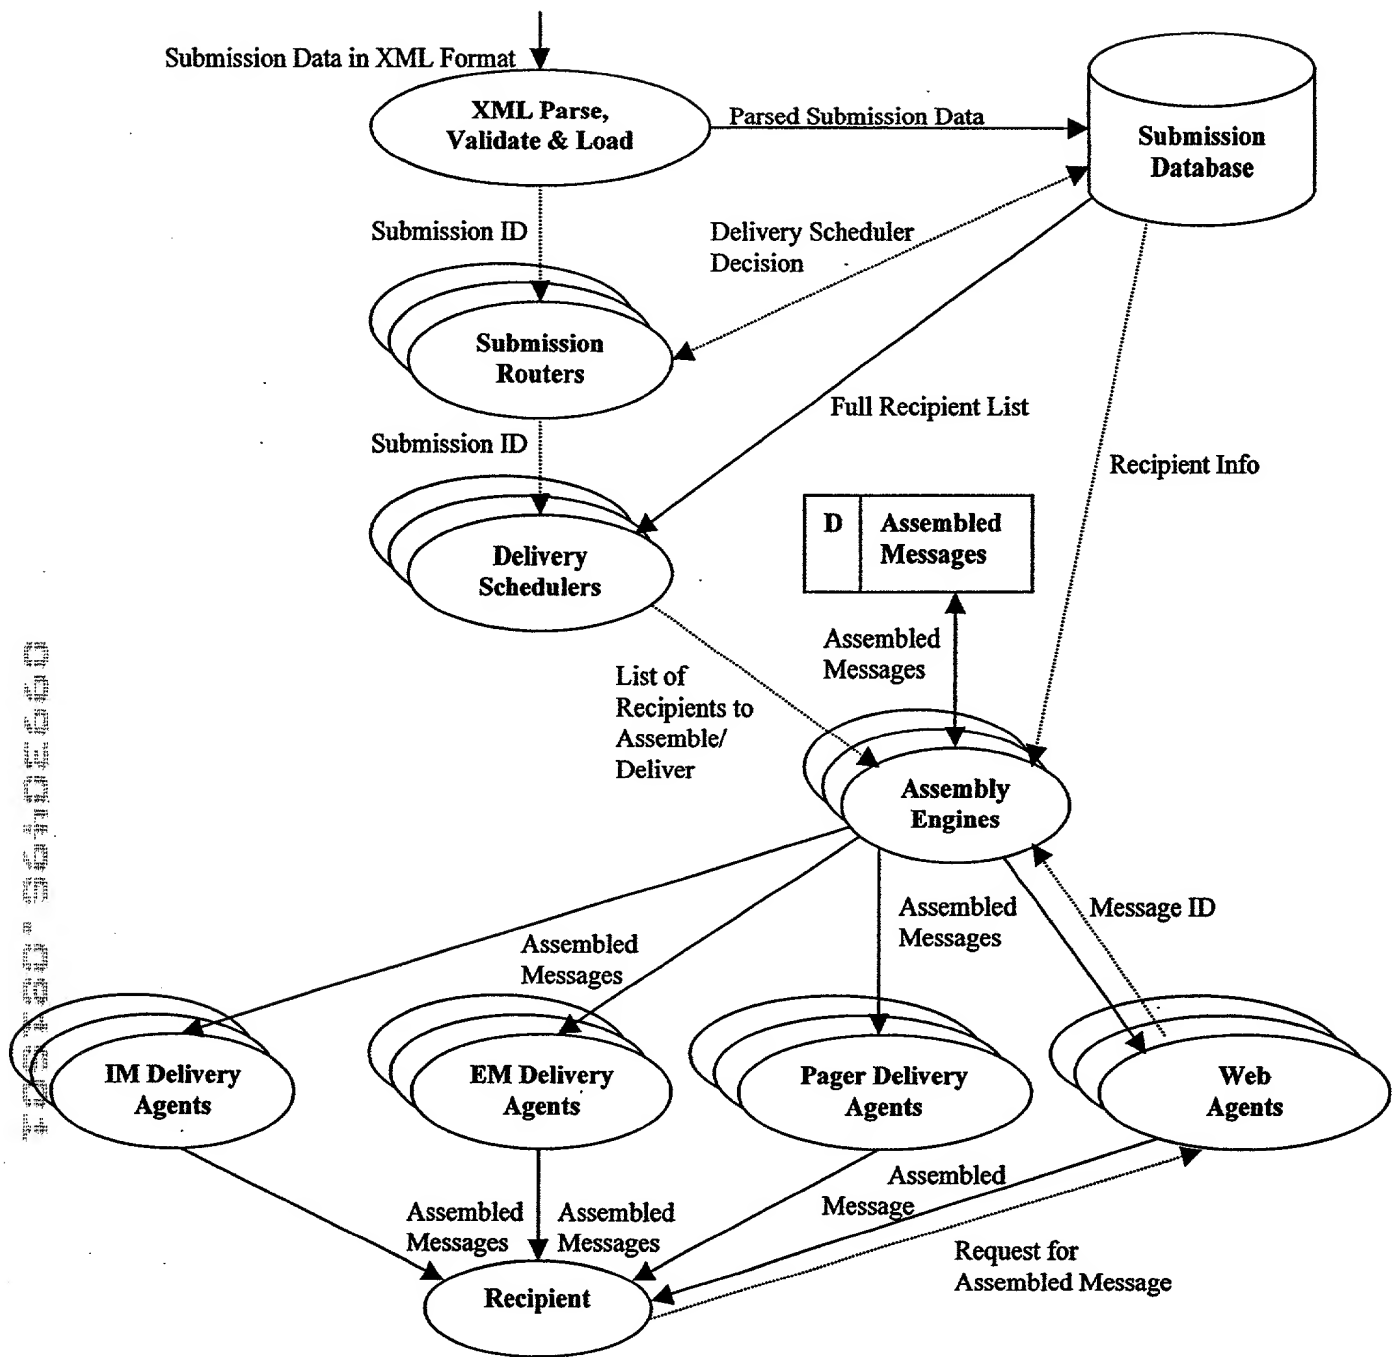 Submission Data in XML Format
XML Parse,
Validate & Load
Parsed Submission Data
Submission
Database
Submission ID
Delivery Scheduler
Decision
Submission
Routers
Full Recipient List
Submission ID
Recipient Info
D
Assembled
Messages
Delivery
Schedulers
Assembled
Messages
List of
Recipients to
Assemble/
Deliver
Assembly
Engines
Assembled
Messages
Message ID
Assembled
Messages
IM Delivery
Agents
EM Delivery
Agents
Pager Delivery
Agents
Web
Agents
Assembled
Message
Assembled
Messages
Assembled
Messages
Request for
Assembled Message
Recipient